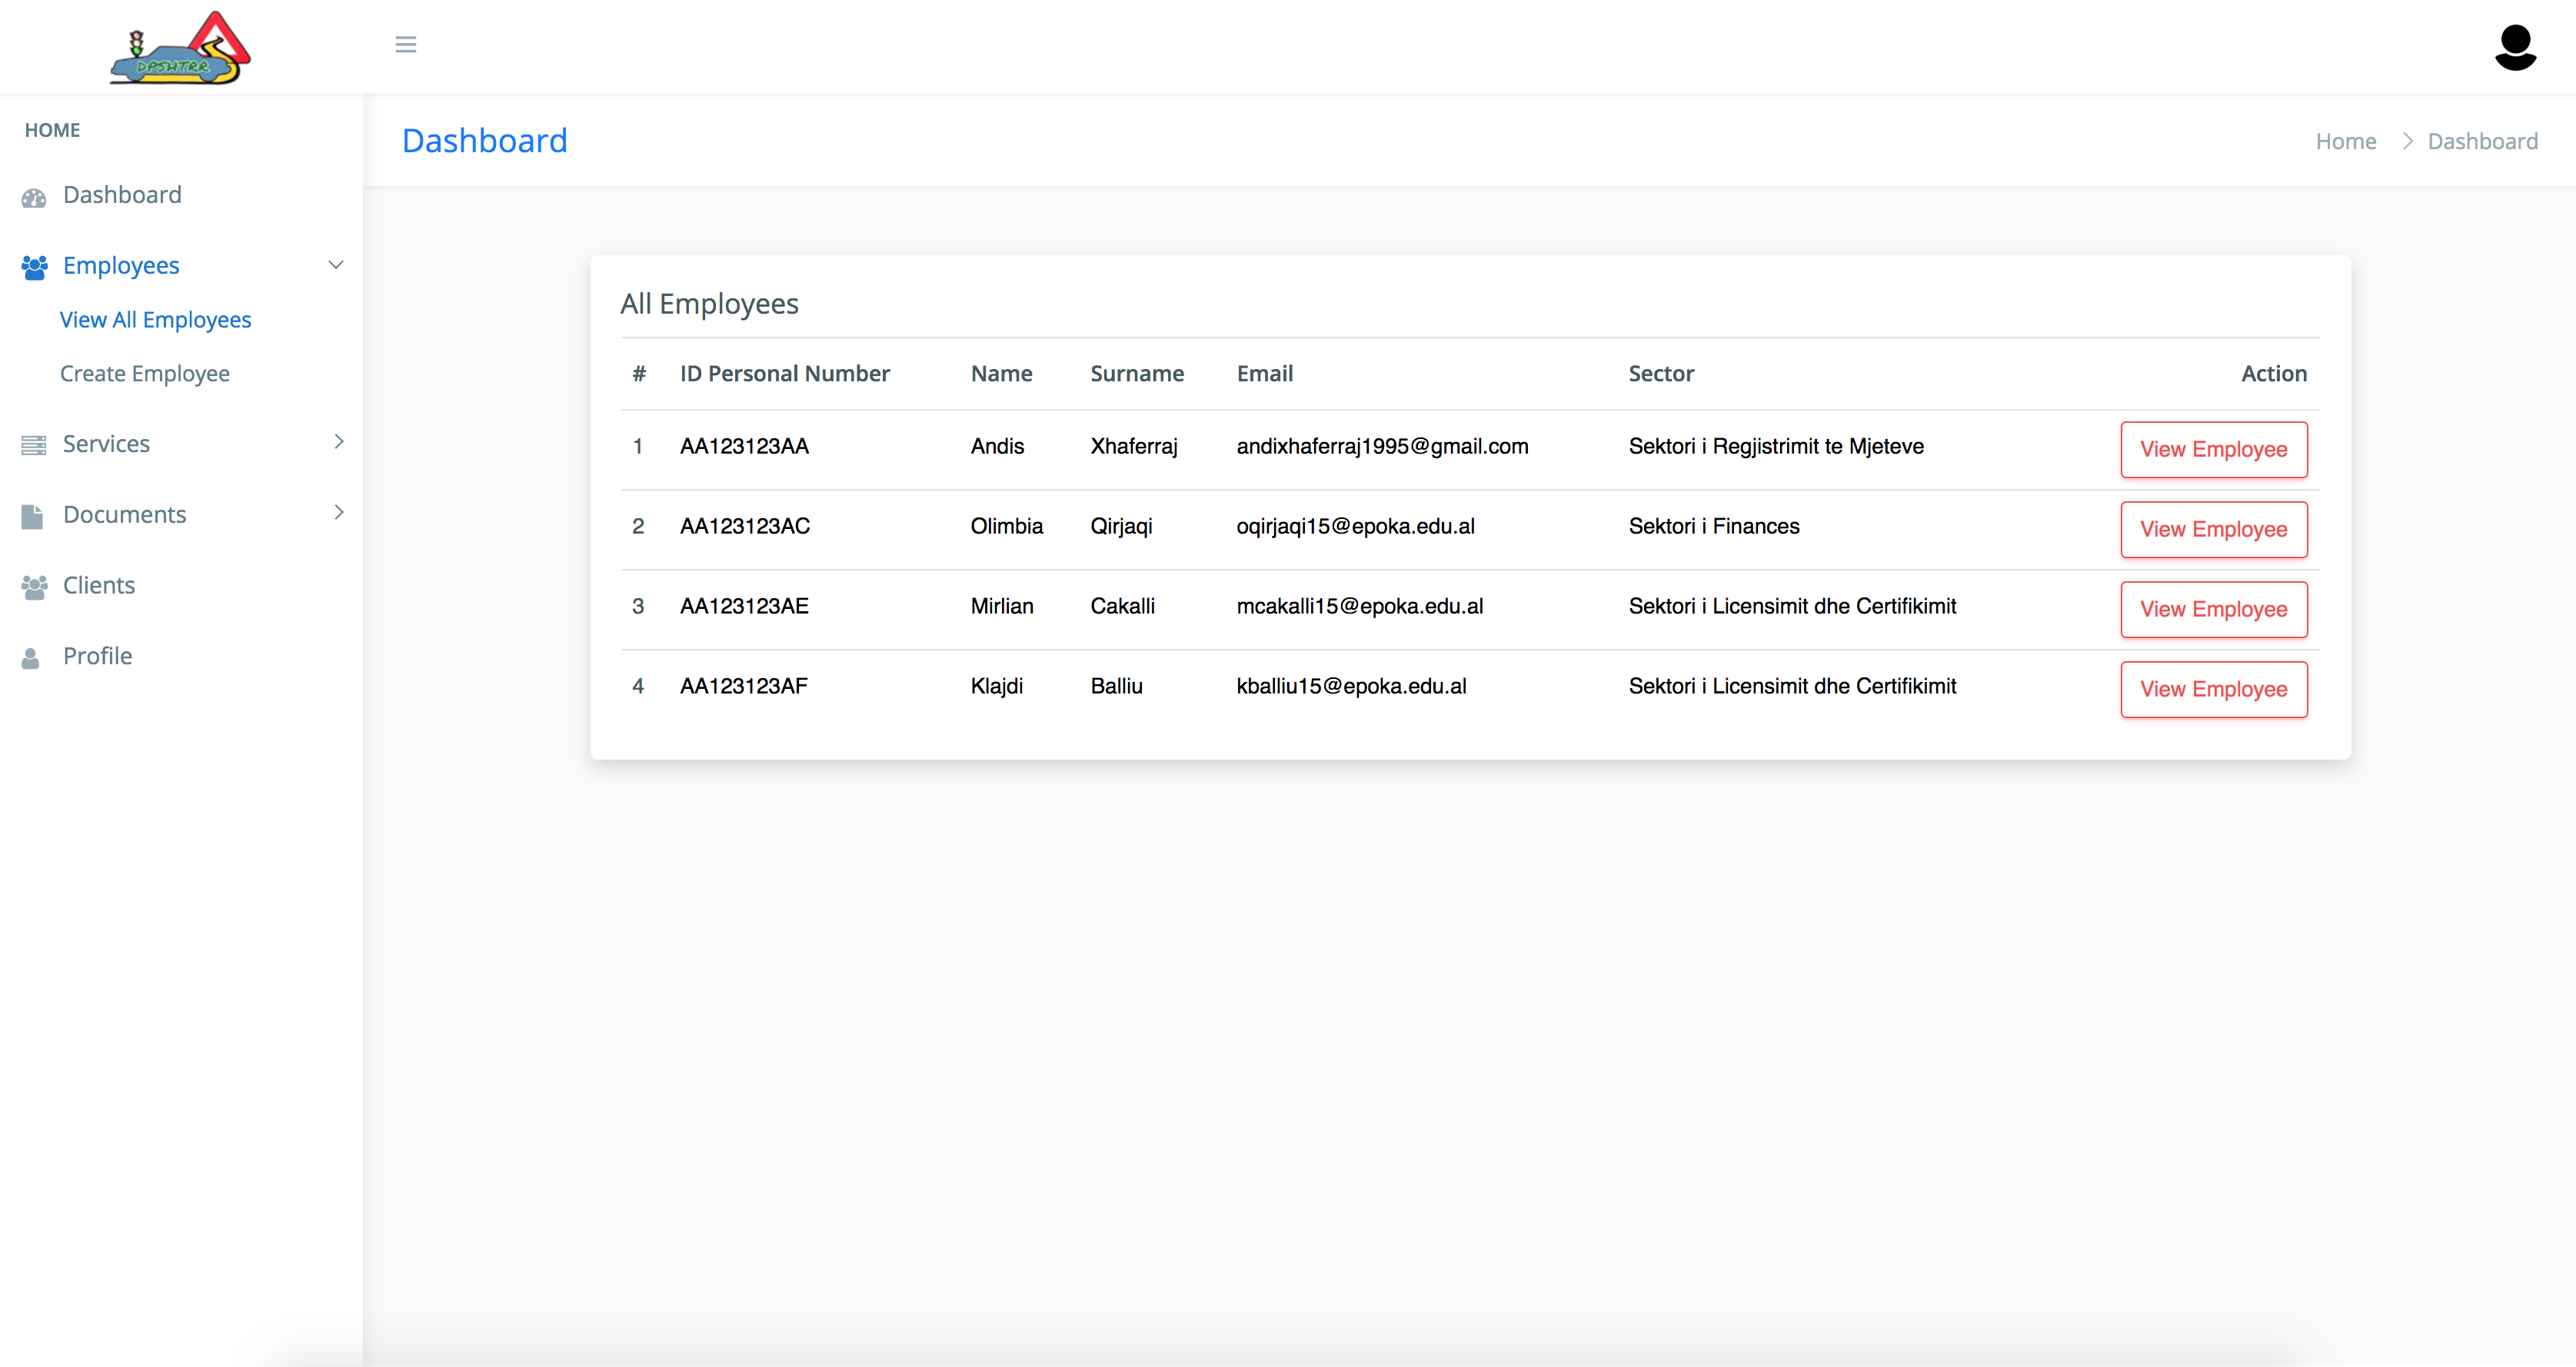 DPSHTRR
HOME
Dashboard
Employees
View All Employees
Create Employee
Services
Documents
Clients
Profile
Dashboard
Home > Dashboard
All Employees
# ID Personal Number Name Surname Email Sector Action
1 AA123123AA Andis Xhaferraj andixhaferraj1995@gmail.com Sektori i Regjistrimit te Mjeteve View Employee
2 AA123123AC Olimbia Qirjaqi oqirjaqi15@epoka.edu.al Sektori i Finances View Employee
3 AA123123AE Mirlian Cakalli mcakalli15@epoka.edu.al Sektori i Licensimit dhe Certifikimit View Employee
4 AA123123AF Klajdi Balliu kballiu15@epoka.edu.al Sektori i Licensimit dhe Certifikimit View Employee